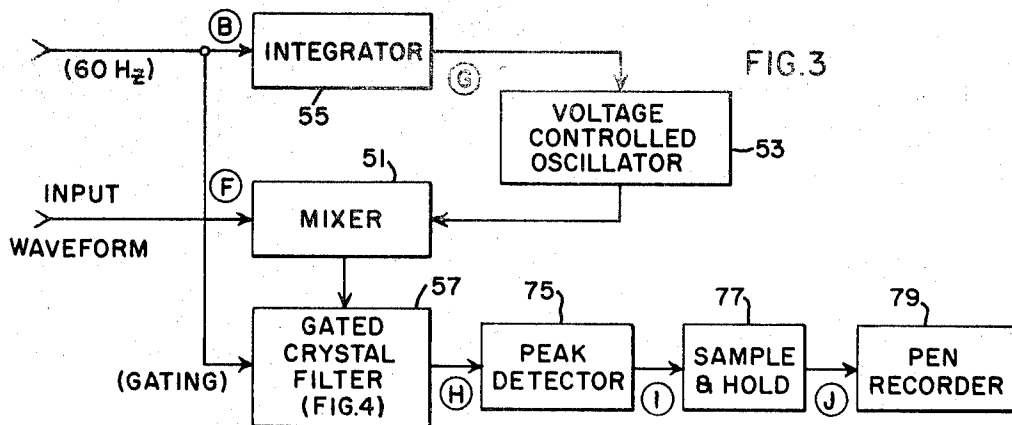 B
INTEGRATOR
(60 Hz)
G
FIG.3
55
VOLTAGE
CONTROLLED
OSCILLATOR
53
51
INPUT
F
MIXER
WAVEFORM
57
75
77
79
GATED
CRYSTAL
FILTER
(FIG.4)
(GATING)
H
PEAK
DETECTOR
I
SAMPLE
& HOLD
J
PEN
RECORDER